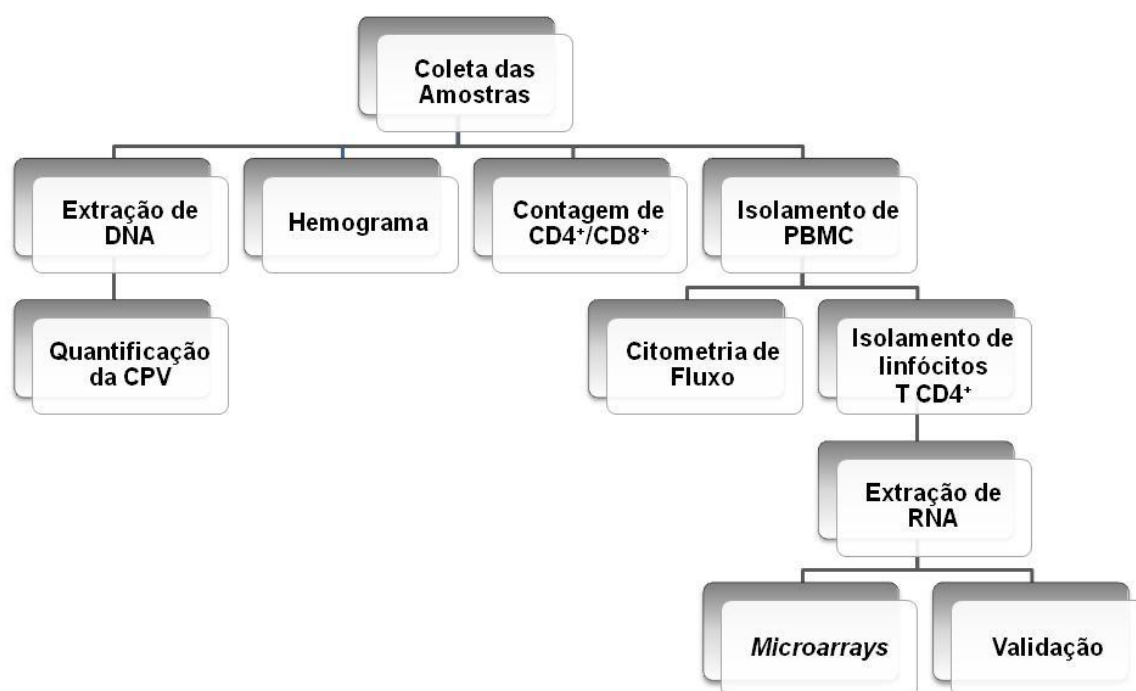 Coleta das
Amostras
Extração de
DNA
Hemograma
Contagem de
CD4⁺/CD8⁺
Isolamento de
PBMC
Quantificação
da CPV
Citometria de
Fluxo
Isolamento de
linfócitos
T CD4⁺
Extração de
RNA
Microarrays
Validação